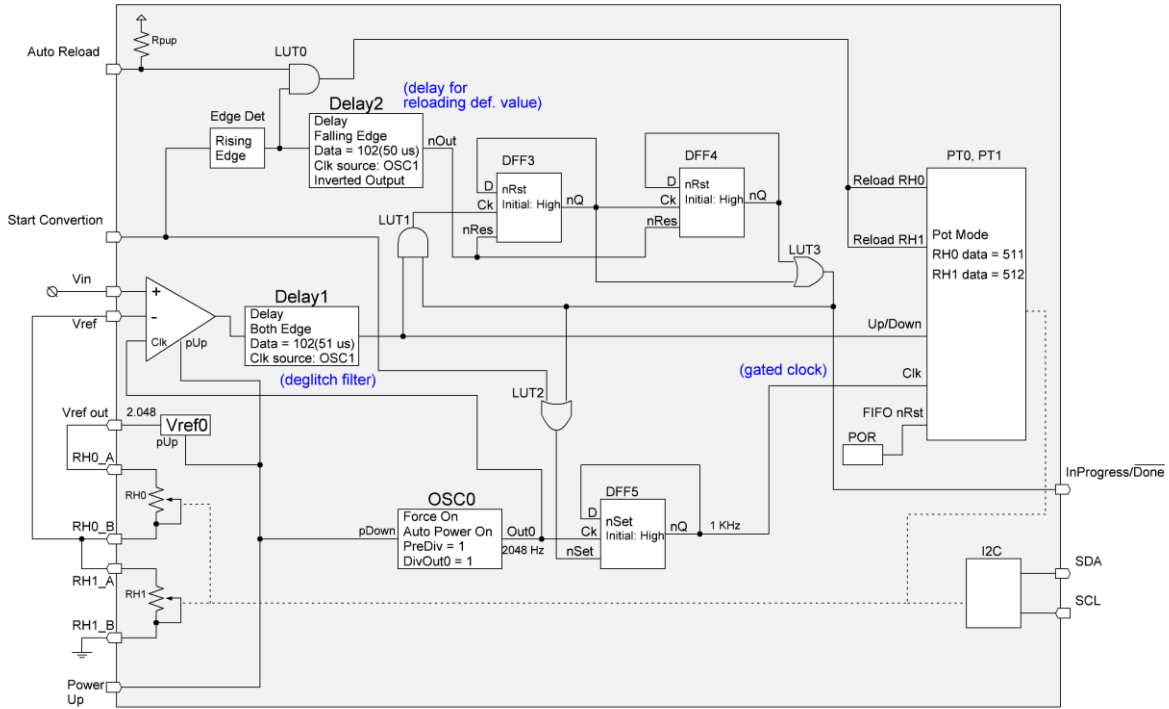 Auto Reload
Rpup
LUT0
(delay for
reloading def. value)
Edge Det
Rising
Edge
Delay2
Delay
Falling Edge
Data = 102(50 us)
Clk source: OSC1
Inverted Output
nOut
DFF3
D
nRst
Initial: High
nQ
Ck
nRes
DFF4
D
nRst
Initial: High
nQ
Ck
nRes
PT0, PT1
Reload RH0
Reload RH1
Pot Mode
RH0 data = 511
RH1 data = 512
Up/Down
Clk
FIFO nRst
POR
Start Convertion
LUT1
LUT3
Vin
+
-
Vref
Clk
pUp
Delay1
Delay
Both Edge
Data = 102(51 us)
Clk source: OSC1
(deglitch filter)
(gated clock)
LUT2
Vref out
2.048
Vref0
pUp
RH0_A
RH0
RH0_B
RH1_A
RH1
RH1_B
OSC0
pDown
Force On
Auto Power On
PreDiv = 1
DivOut0 = 1
Out0
2048 Hz
DFF5
D
nSet
Initial: High
nQ
Ck
nSet
1 KHz
InProgress/Done
I2C
SDA
SCL
Power
Up